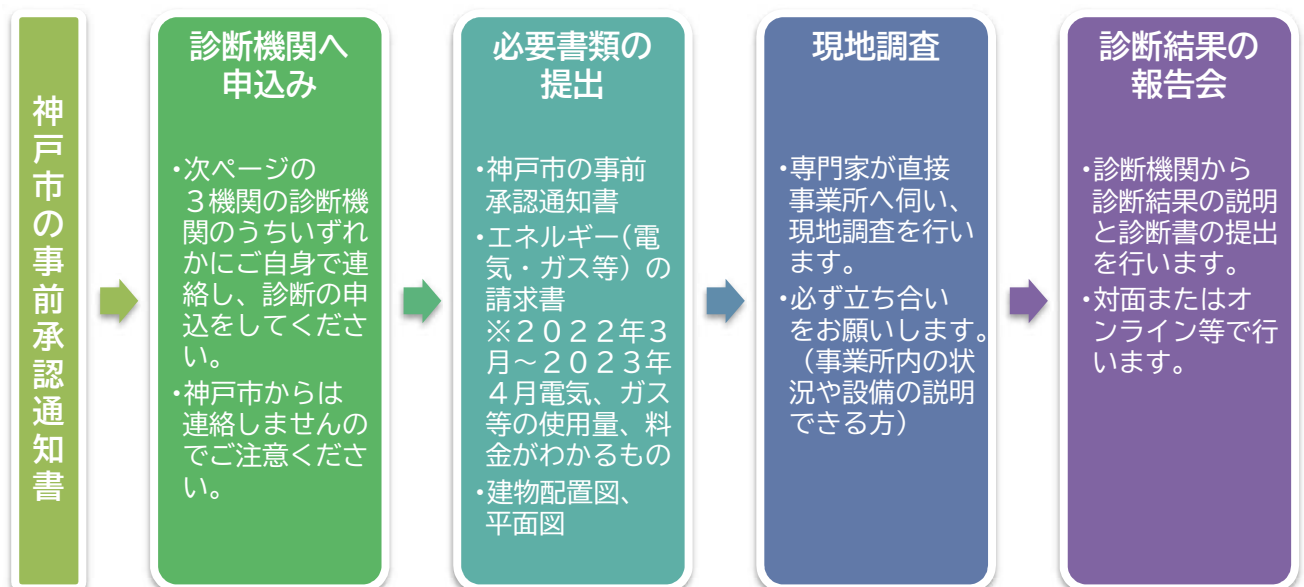 神戸市の事前承認通知書
診断機関へ
申込み
・次ページの
３機関の診断機
関のうちいずれ
かにご自身で連
絡し、診断の申
込をしてくださ
い。
・神戸市からは
連絡しませんの
でご注意くださ
い。
必要書類の
提出
・神戸市の事前
承認通知書
・エネルギー(電
気・ガス等）の
請求書
※２０２２年３
月～２０２３年
４月電気、ガス
等の使用量、料
金がわかるもの
・建物配置図、
平面図
現地調査
・専門家が直接
事業所へ伺い、
現地調査を行い
ます。
・必ず立ち合い
をお願いします。
（事業所内の状
況や設備の説明
できる方）
診断結果の
報告会
・診断機関から
診断結果の説明
と診断書の提出
を行います。
・対面またはオ
ンライン等で行
います。